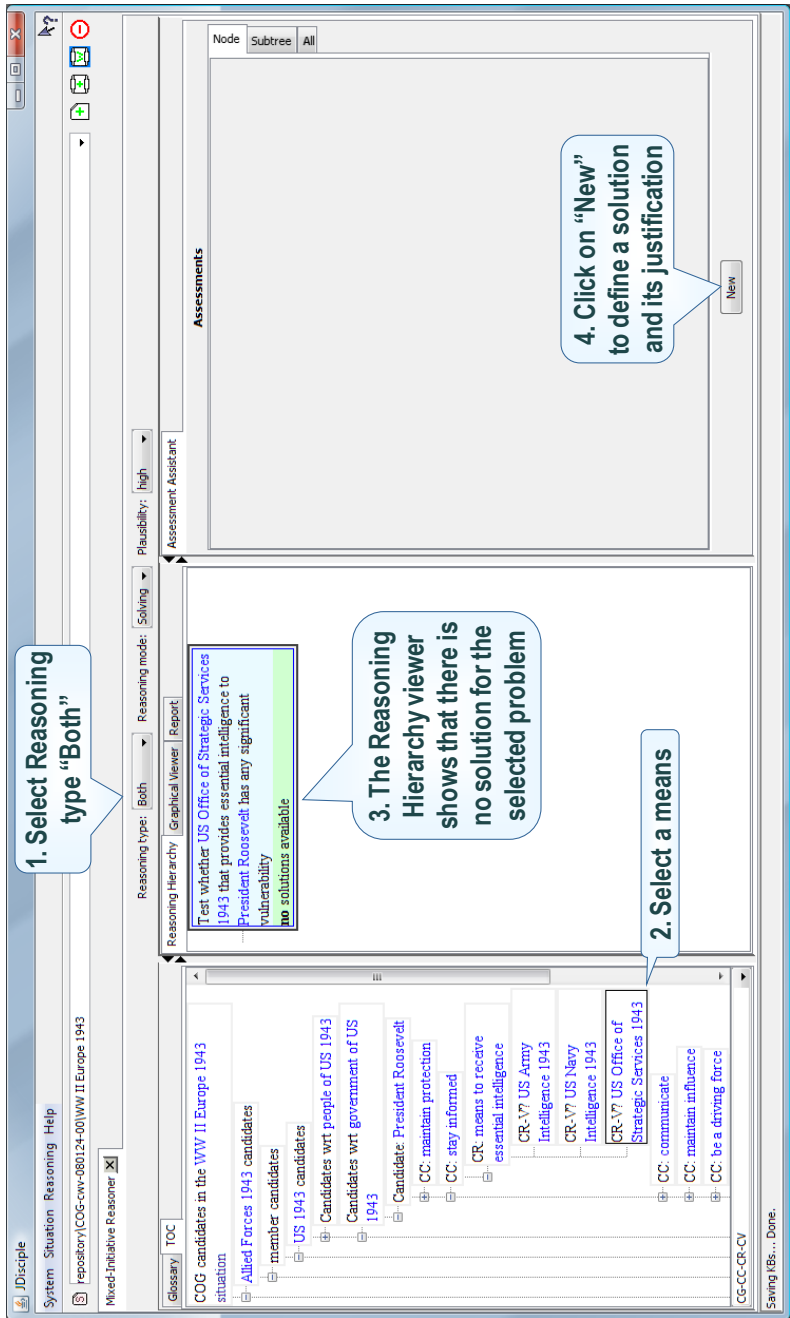 JDisciple
System Situation Reasoning Help
repository\COG-cwv-080124-00\WW II Europe 1943
Mixed-Initiative Reasoner
1. Select Reasoning
type “Both”
Reasoning type: Both Reasoning mode: Solving Plausibility: high
Glossary TOC
COG candidates in the WW II Europe 1943
situation
Allied Forces 1943 candidates
member candidates
US 1943 candidates
Candidates wrt people of US 1943
Candidates wrt government of US
1943
Candidate: President Roosevelt
CC: maintain protection
CC: stay informed
CR: means to receive
essential intelligence
CR-V? US Army
Intelligence 1943
CR-V? US Navy
Intelligence 1943
CR-V? US Office of
Strategic Services 1943
CC: communicate
CC: maintain influence
CC: be a driving force
CG-CC-CR-CV
2. Select a means
Reasoning Hierarchy Graphical Viewer Report
Test whether US Office of Strategic Services
1943 that provides essential intelligence to
President Roosevelt has any significant
vulnerability
no solutions available
3. The Reasoning
Hierarchy viewer
shows that there is
no solution for the
selected problem
Assessment Assistant
Assessments
Node Subtree All
4. Click on “New”
to define a solution
and its justification
New
Saving KBs... Done.